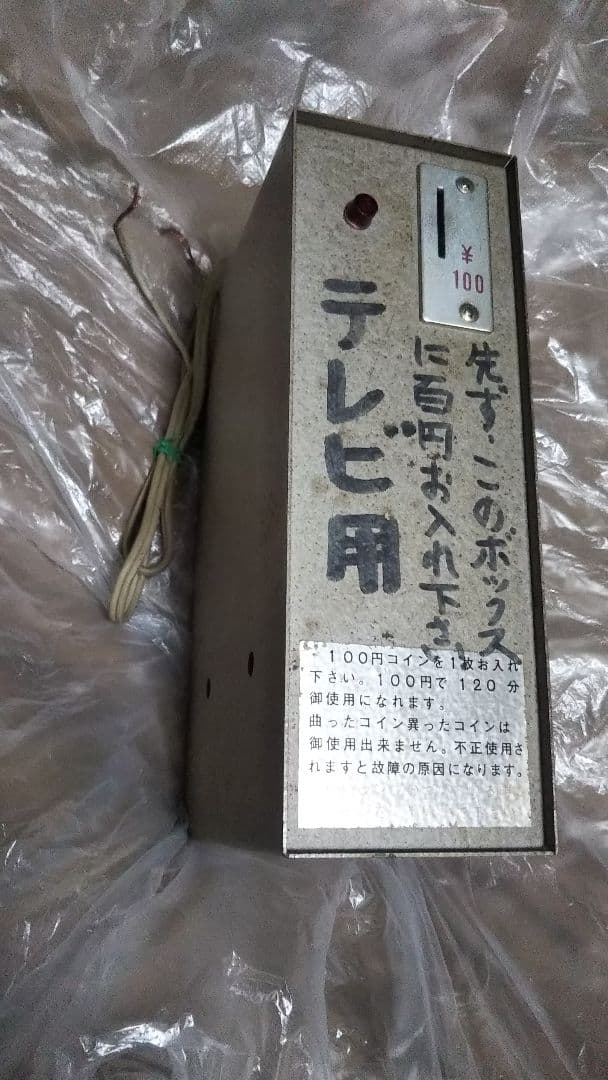 ¥
100
テレビ用
先ず、このボックス
に百円お入れ下さい
100円コインを1枚お入れ
下さい。100円で 120 分
御使用になれます。
曲ったコイン異ったコインは
御使用出来ません。不正使用さ
れますと故障の原因になります。